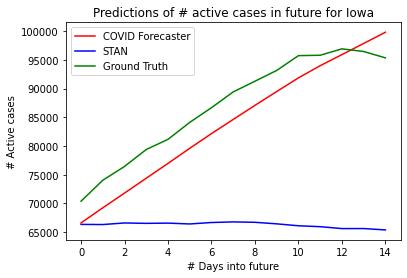 Predictions of # active cases in future for Iowa
COVID Forecaster
STAN
Ground Truth
# Active cases
100000
95000
90000
85000
80000
75000
70000
65000
0 2 4 6 8 10 12 14
# Days into future